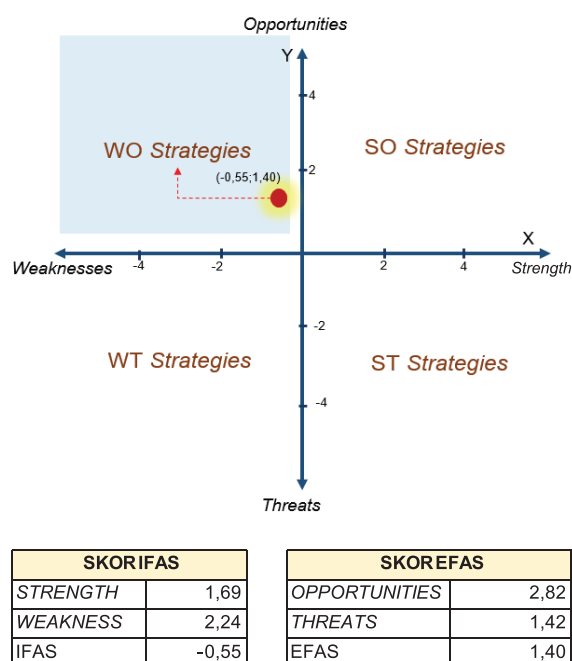 Opportunities
Y
4
WO Strategies
SO Strategies
2
(-0,55;1,40)
X
Weaknesses
-4
-2
2
4
Strength
-2
WT Strategies
ST Strategies
-4
Threats
SKOR IFAS
STRENGTH 1,69
WEAKNESS 2,24
IFAS -0,55
SKOR EFAS
OPPORTUNITIES 2,82
THREATS 1,42
EFAS 1,40